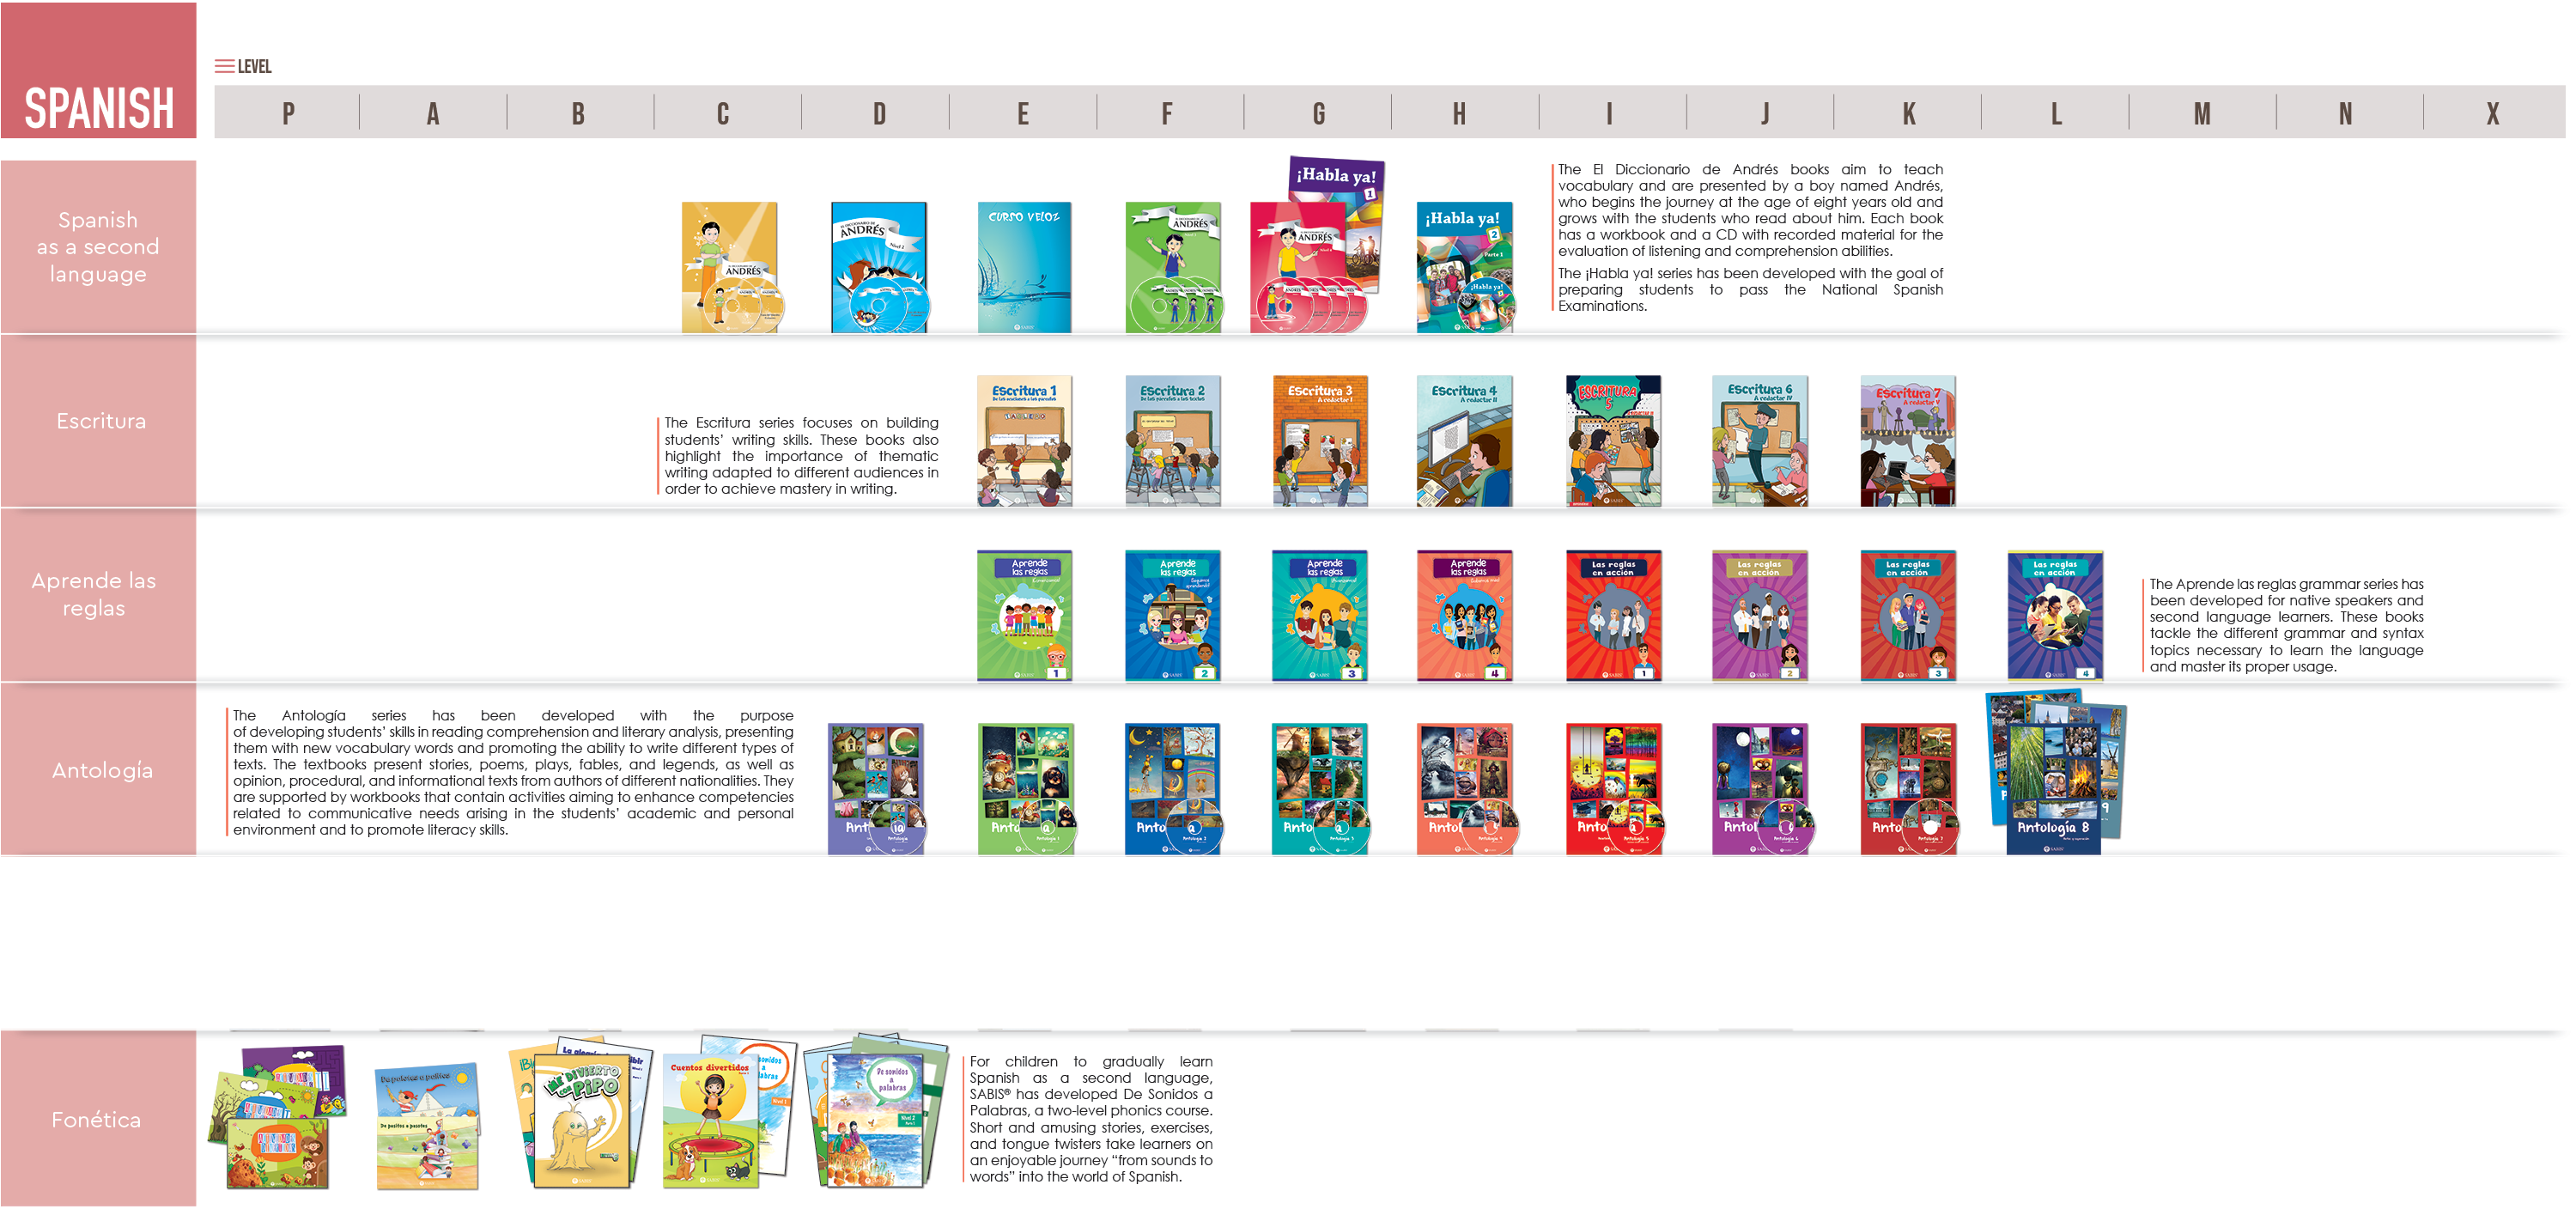 SPANISH
LEVEL
P A B C D E F G H I J K L M N X
Spanish
as a second
language
ANDRÉS
ANDRÉS
CURSO VELOZ
ANDRÉS
ANDRÉS
¡Habla ya!
1
¡Habla ya!
2
Parte 1
¡Habla ya!
The El Diccionario de Andrés books aim to teach
vocabulary and are presented by a boy named Andrés,
who begins the journey at the age of eight years old and
grows with the students who read about him. Each book
has a workbook and a CD with recorded material for the
evaluation of listening and comprehension abilities.
The ¡Habla ya! series has been developed with the goal of
preparing students to pass the National Spanish
Examinations.
Escritura
The Escritura series focuses on building
students’ writing skills. These books also
highlight the importance of thematic
writing adapted to different audiences in
order to achieve mastery in writing.
Escritura 1
Escritura 2
Escritura 3
A redactar I
Escritura 4
A redactar II
ESCRITURA
5
Escritura 6
A redactar IV
Escritura 7
A redactar V
Aprende las
reglas
Aprende
las reglas
1
Aprende
las reglas
2
Aprende
las reglas
3
Aprende
las reglas
4
Las reglas
en acción
1
Las reglas
en acción
2
Las reglas
en acción
3
Las reglas
en acción
4
The Aprende las reglas grammar series has
been developed for native speakers and
second language learners. These books
tackle the different grammar and syntax
topics necessary to learn the language
and master its proper usage.
Antología
The Antología series has been developed with the purpose
of developing students’ skills in reading comprehension and literary analysis, presenting
them with new vocabulary words and promoting the ability to write different types of
texts. The textbooks present stories, poems, plays, fables, and legends, as well as
opinion, procedural, and informational texts from authors of different nationalities. They
are supported by workbooks that contain activities aiming to enhance competencies
related to communicative needs arising in the students’ academic and personal
environment and to promote literacy skills.
Antología 8
Fonética
De palotes a palitos
De pasitos a pasotes
ME DIVIERTO
CON PIPO
Cuentos divertidos
De sonidos
a
palabras
Nivel 2
For children to gradually learn
Spanish as a second language,
SABIS® has developed De Sonidos a
Palabras, a two-level phonics course.
Short and amusing stories, exercises,
and tongue twisters take learners on
an enjoyable journey “from sounds to
words” into the world of Spanish.